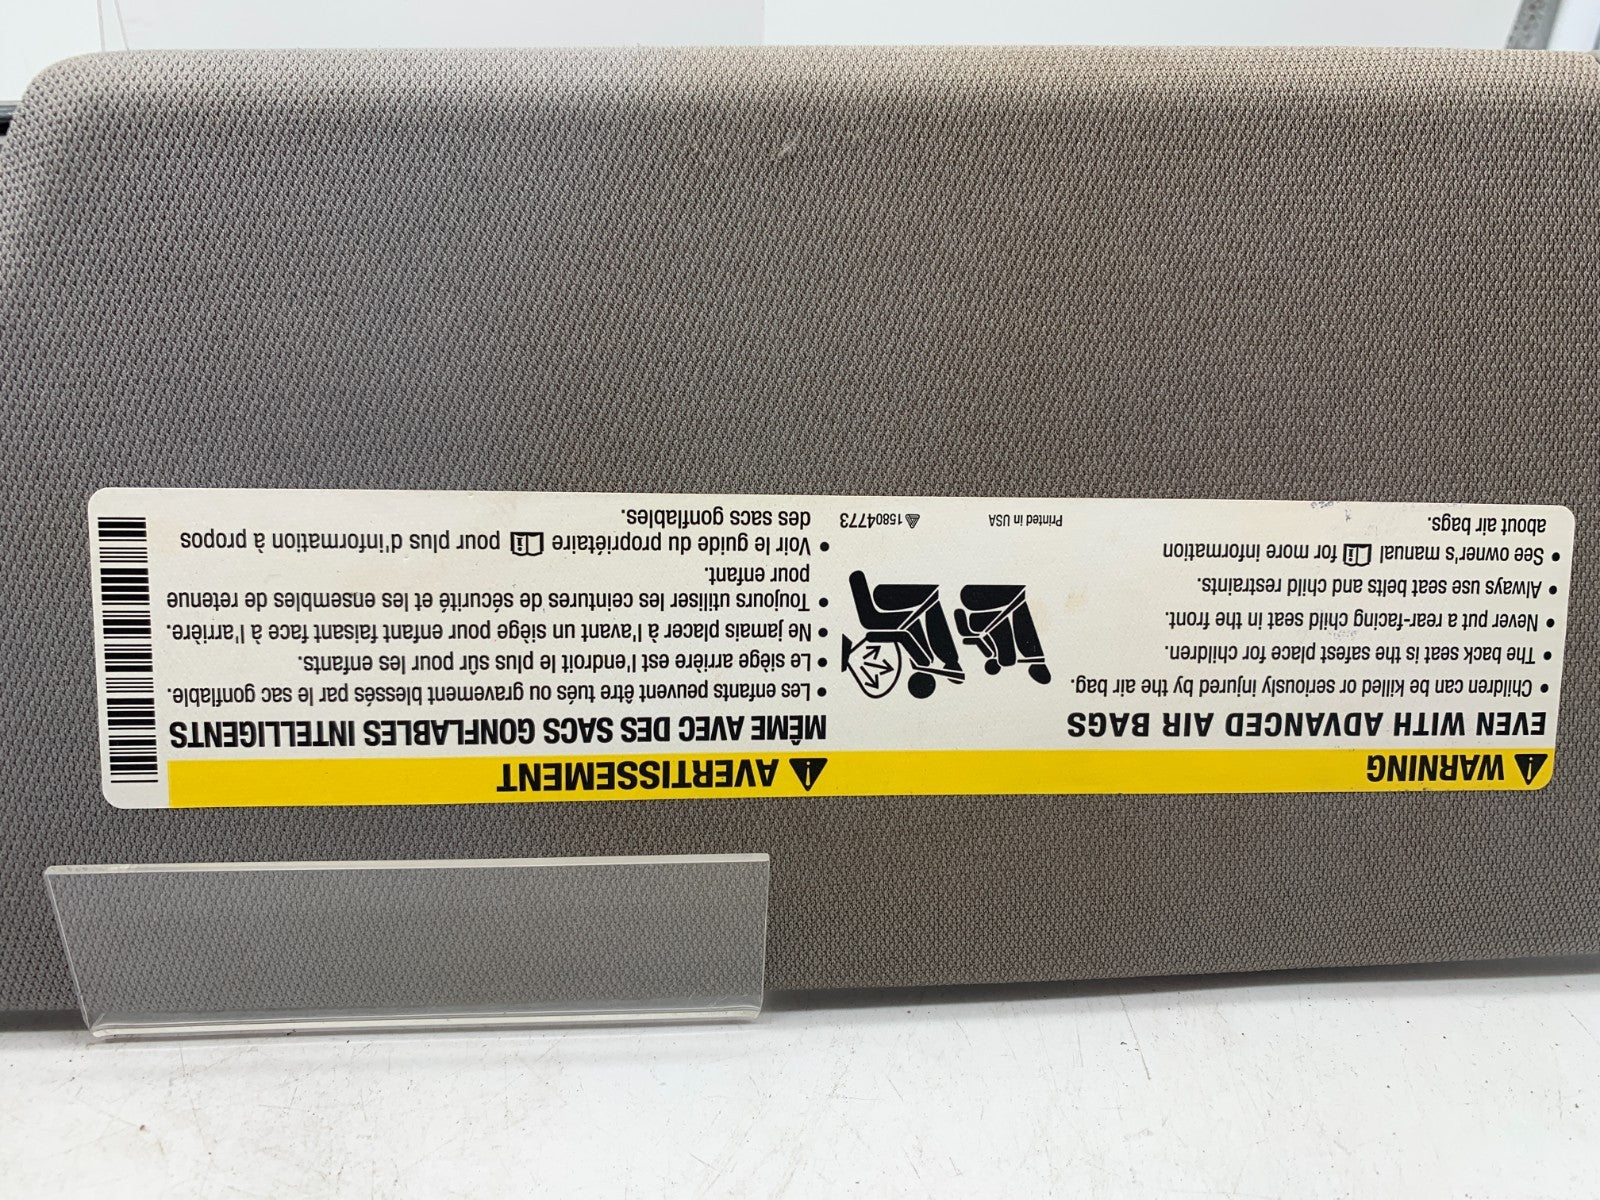 WARNING
EVEN WITH ADVANCED AIR BAGS
• Children can be killed or seriously injured by the air bag.
• The back seat is the safest place for children.
• Never put a rear-facing child seat in the front.
• Always use seat belts and child restraints.
• See owner's manual for more information
about air bags.
Printed in USA
15804773
AVERTISSEMENT
MÊME AVEC DES SACS GONFLABLES INTELLIGENTS
• Les enfants peuvent être tués ou gravement blessés par le sac gonflable.
• Le siège arrière est l'endroit le plus sûr pour les enfants.
• Ne jamais placer à l'avant un siège pour enfant faisant face à l'arrière.
• Toujours utiliser les ceintures de sécurité et les ensembles de retenue
pour enfant.
• Voir le guide du propriétaire pour plus d'information à propos
des sacs gonflables.